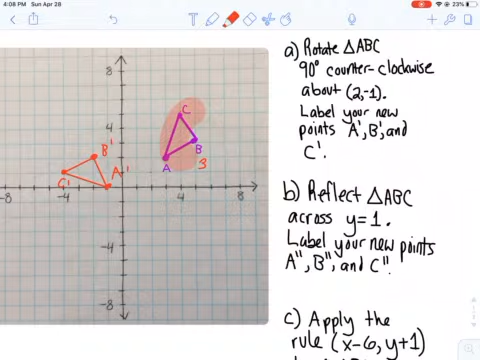 4:08 PM Sun Apr 28
23%
8
4
-8
-4
4
8
-4
-8
C
B
A
3
B'
A'
C'
a) Rotate △ABC
90° counter-clockwise
about (2,-1).
Label your new
points A', B', and
C'.
b) Reflect △ABC
across y=1.
Label your new points
A", B", and C".
c) Apply the
rule (x-6, y+1)